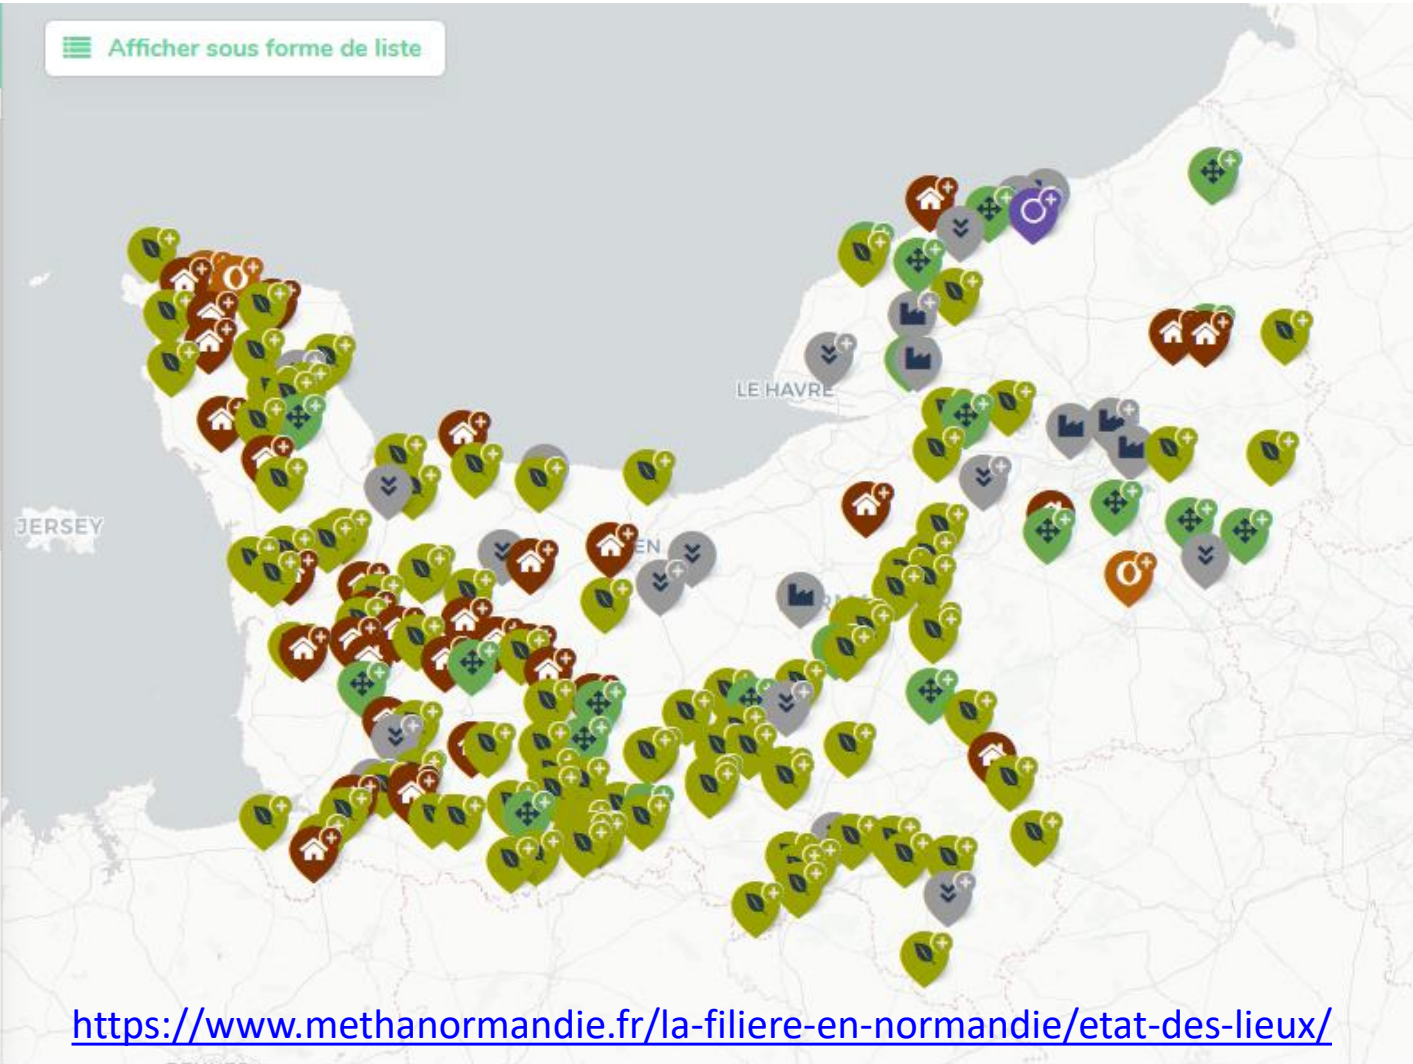 Afficher sous forme de liste
LE HAVRE
JERSEY
EN
https://www.methanormandie.fr/la-filiere-en-normandie/etat-des-lieux/